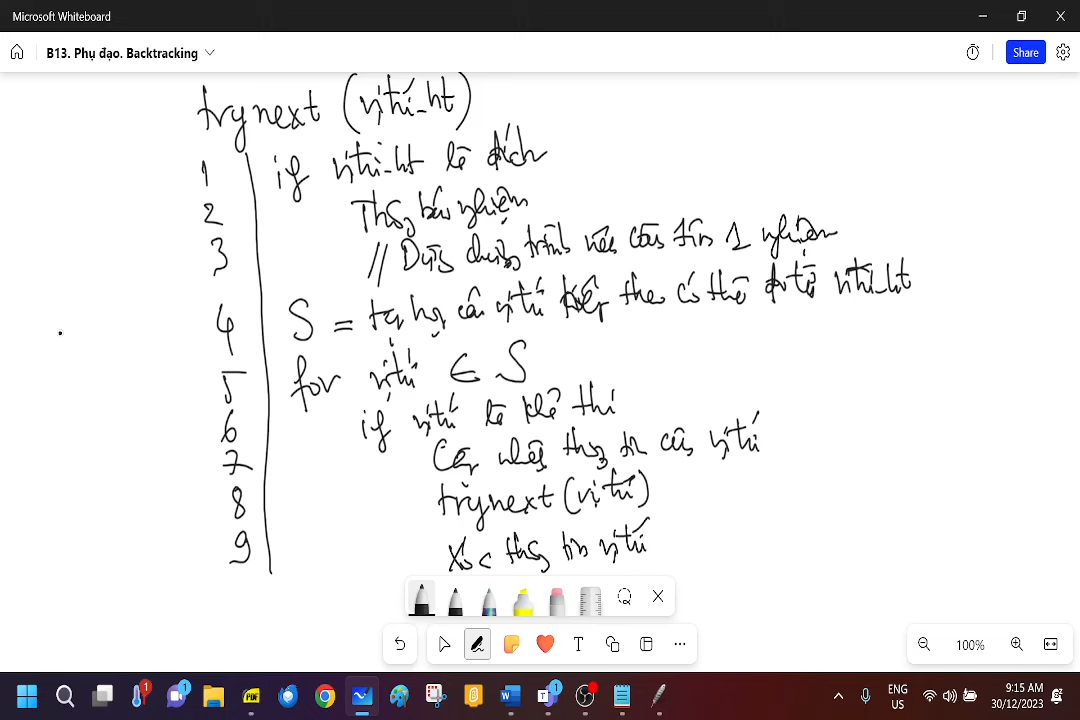 Microsoft Whiteboard
B13. Phụ đạo. Backtracking
Share
trynext (vị trí_ht)
1 if vị trí_ht là đích
2 Thông báo nghiệm
3 // Dừng chương trình nếu cần tìm 1 nghiệm
4 S = tập hợp các vị trí tiếp theo có thể đi từ vị trí_ht
5 for vị trí ∈ S
6 if vị trí là khả thi
7 Cập nhật thông tin của vị trí
8 trynext (vị trí)
9 Xóa thông tin vị trí
100%
1
1
1
ENG
US
9:15 AM
30/12/2023